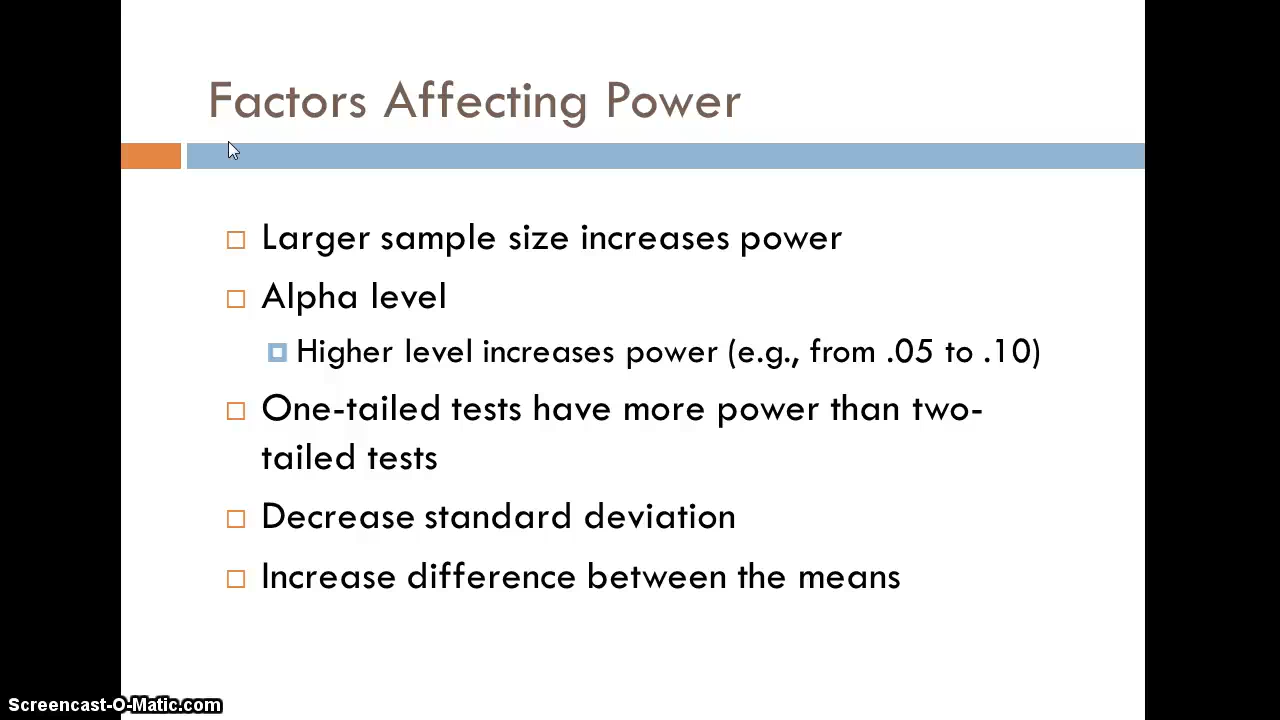 Factors Affecting Power
Larger sample size increases power
Alpha level
Higher level increases power (e.g., from .05 to .10)
One-tailed tests have more power than two-
tailed tests
Decrease standard deviation
Increase difference between the means
Screencast-O-Matic.com